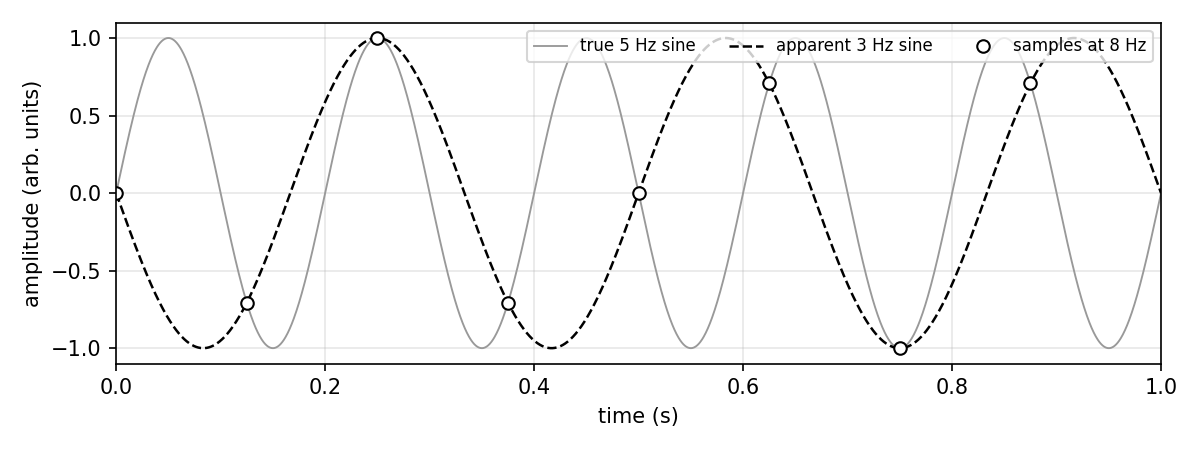 true 5 Hz sine apparent 3 Hz sine samples at 8 Hz
1.0
0.5
0.0
−0.5
−1.0
amplitude (arb. units)
0.0 0.2 0.4 0.6 0.8 1.0
time (s)